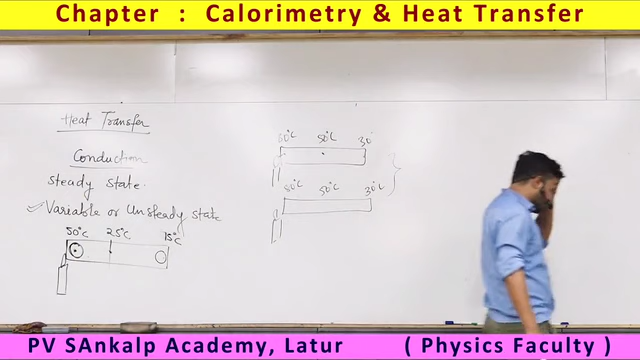 Chapter : Calorimetry & Heat Transfer
Heat Transfer
Conduction
steady state.
Variable or Unsteady state
50°C 25°C 15°C
80°C 50°C 30°
80°C 50°C 30°C
PV SAnkalp Academy, Latur ( Physics Faculty )